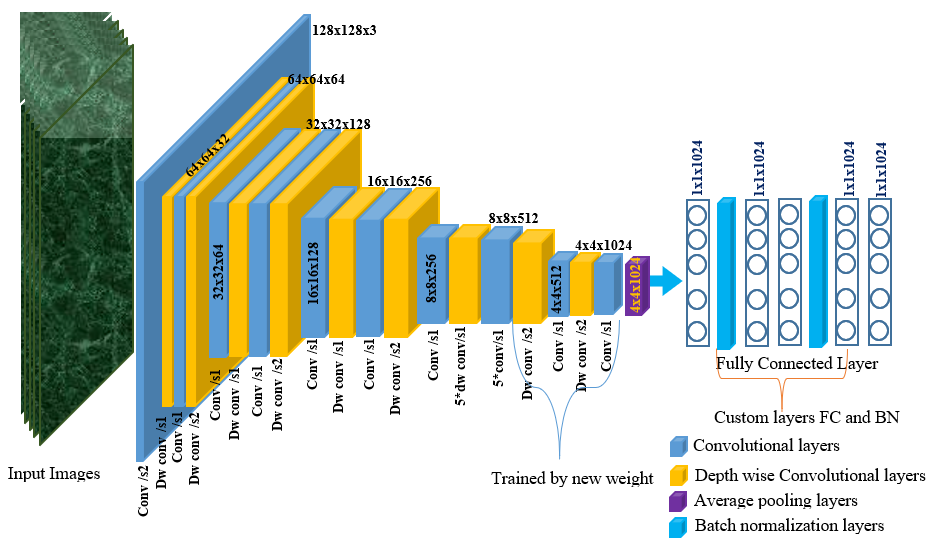 128x128x3
64x64x64
64x64x32
32x32x128
32x32x64
16x16x256
16x16x128
8x8x512
8x8x256
4x4x1024
4x4x512
4x4x1024
1x1x1024
1x1x1024
1x1x1024
1x1x1024
Conv /s2
Dw conv /s1
Conv /s1
Dw conv /s2
Conv /s1
Dw conv /s1
Conv /s1
Dw conv /s2
Conv /s1
Dw conv /s1
Conv /s1
Dw conv /s2
Conv /s1
5*dw conv/s1
5*conv/s1
Dw conv /s2
Conv /s1
Dw conv /s2
Conv /s1
Input Images
Trained by new weight
Fully Connected Layer
Custom layers FC and BN
Convolutional layers
Depth wise Convolutional layers
Average pooling layers
Batch normalization layers